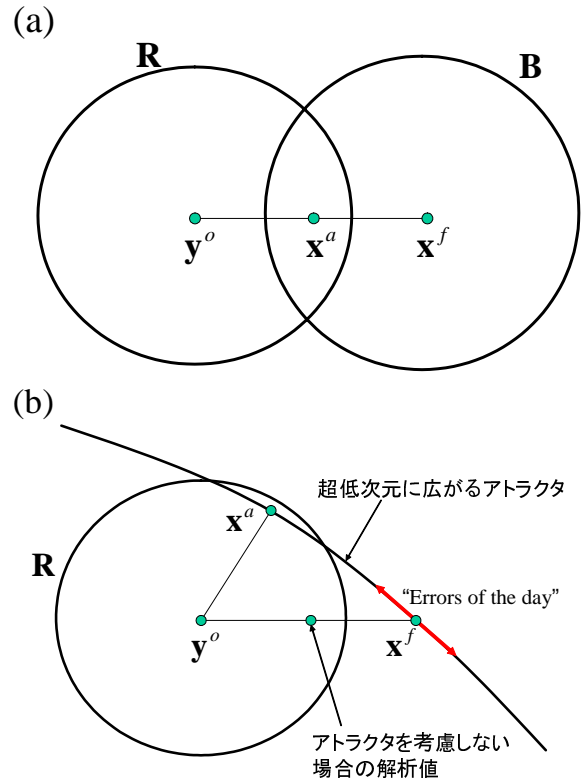 (a)
R
B
y^o
x^a
x^f
(b)
超低次元に広がるアトラクタ
x^a
R
“Errors of the day”
y^o
x^f
アトラクタを考慮しない
場合の解析値